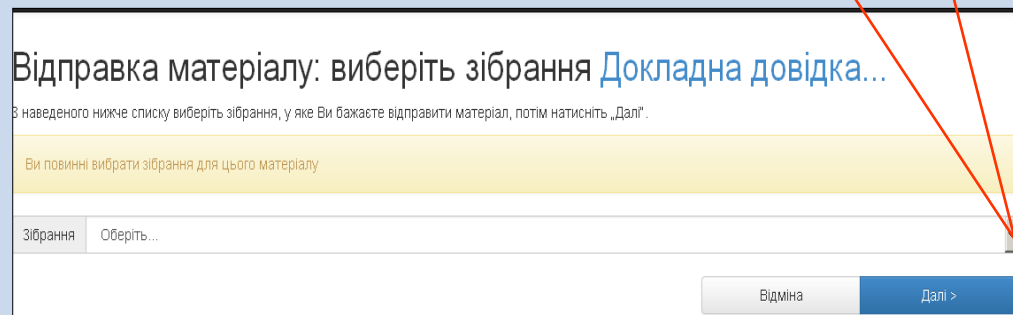 Відправка матеріалу: виберіть зібрання Докладна довідка...
З наведеного нижче списку виберіть зібрання, у яке Ви бажаєте відправити матеріал, потім натисніть „Далі".
Ви повинні вибрати зібрання для цього матеріалу
Зібрання Оберіть...
Відміна Далі >